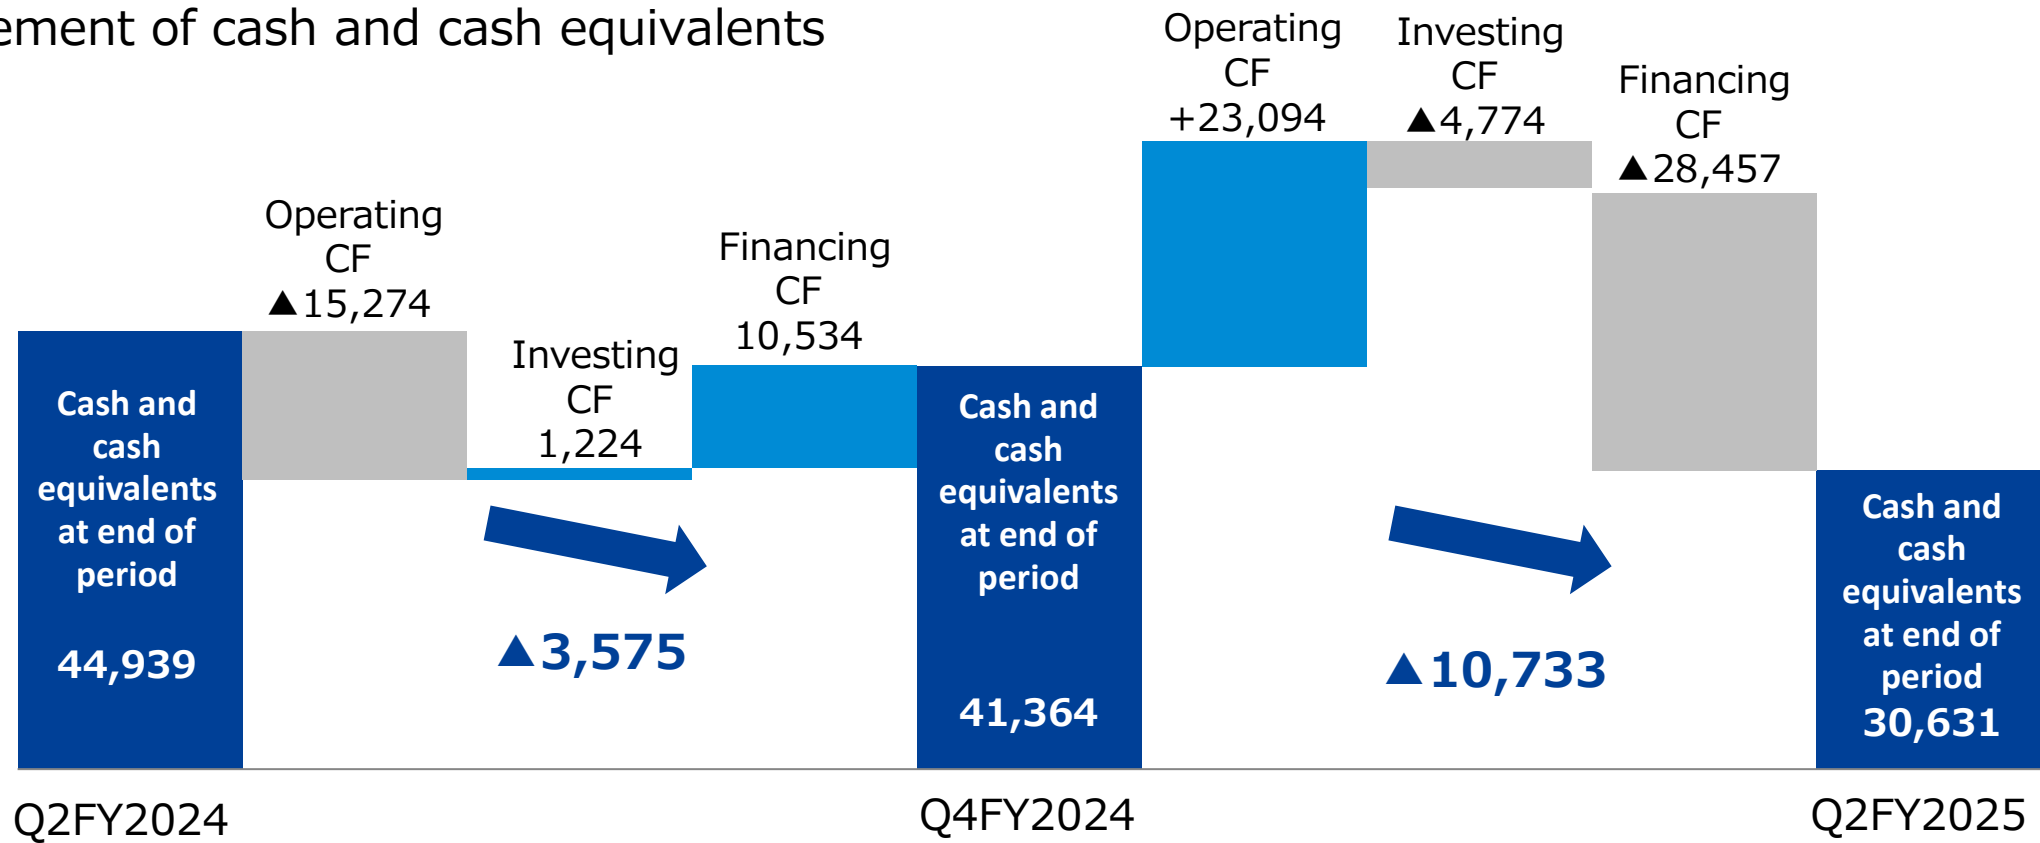 ement of cash and cash equivalents
Operating
CF
▲15,274
Investing
CF
1,224
Financing
CF
10,534
Operating
CF
+23,094
Investing
CF
▲4,774
Financing
CF
▲28,457
Cash and
cash
equivalents
at end of
period
44,939
▲3,575
Cash and
cash
equivalents
at end of
period
41,364
▲10,733
Cash and
cash
equivalents
at end of
period
30,631
Q2FY2024
Q4FY2024
Q2FY2025